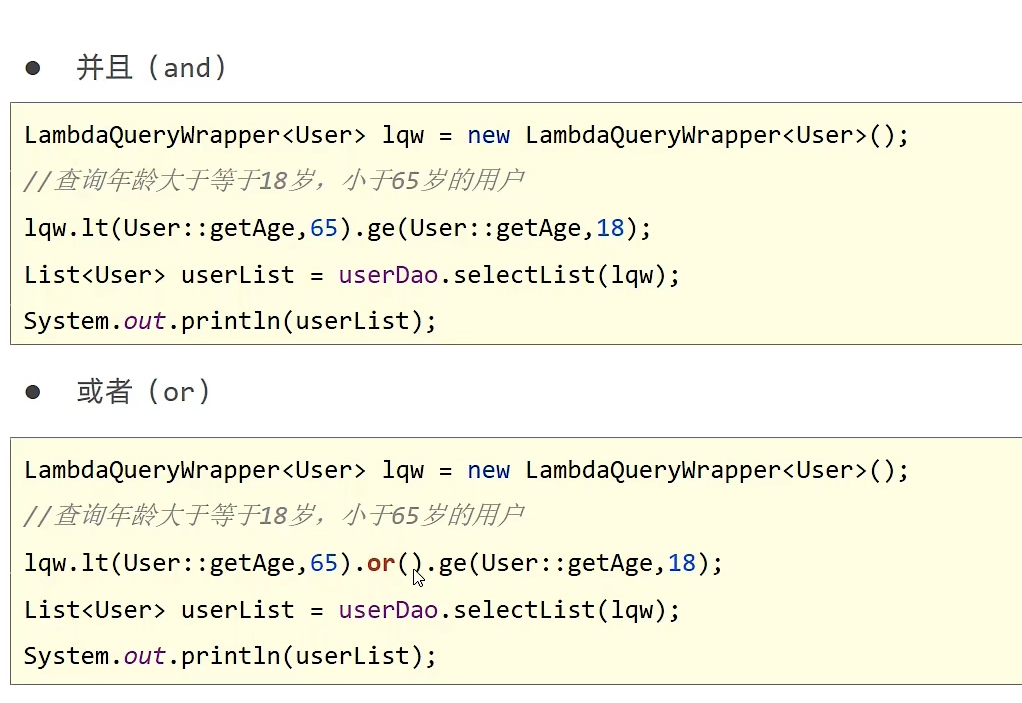 ● 并且（and）
LambdaQueryWrapper<User> lqw = new LambdaQueryWrapper<User>();
//查询年龄大于等于18岁，小于65岁的用户
lqw.lt(User::getAge,65).ge(User::getAge,18);
List<User> userList = userDao.selectList(lqw);
System.out.println(userList);
● 或者（or）
LambdaQueryWrapper<User> lqw = new LambdaQueryWrapper<User>();
//查询年龄大于等于18岁，小于65岁的用户
lqw.lt(User::getAge,65).or().ge(User::getAge,18);
List<User> userList = userDao.selectList(lqw);
System.out.println(userList);